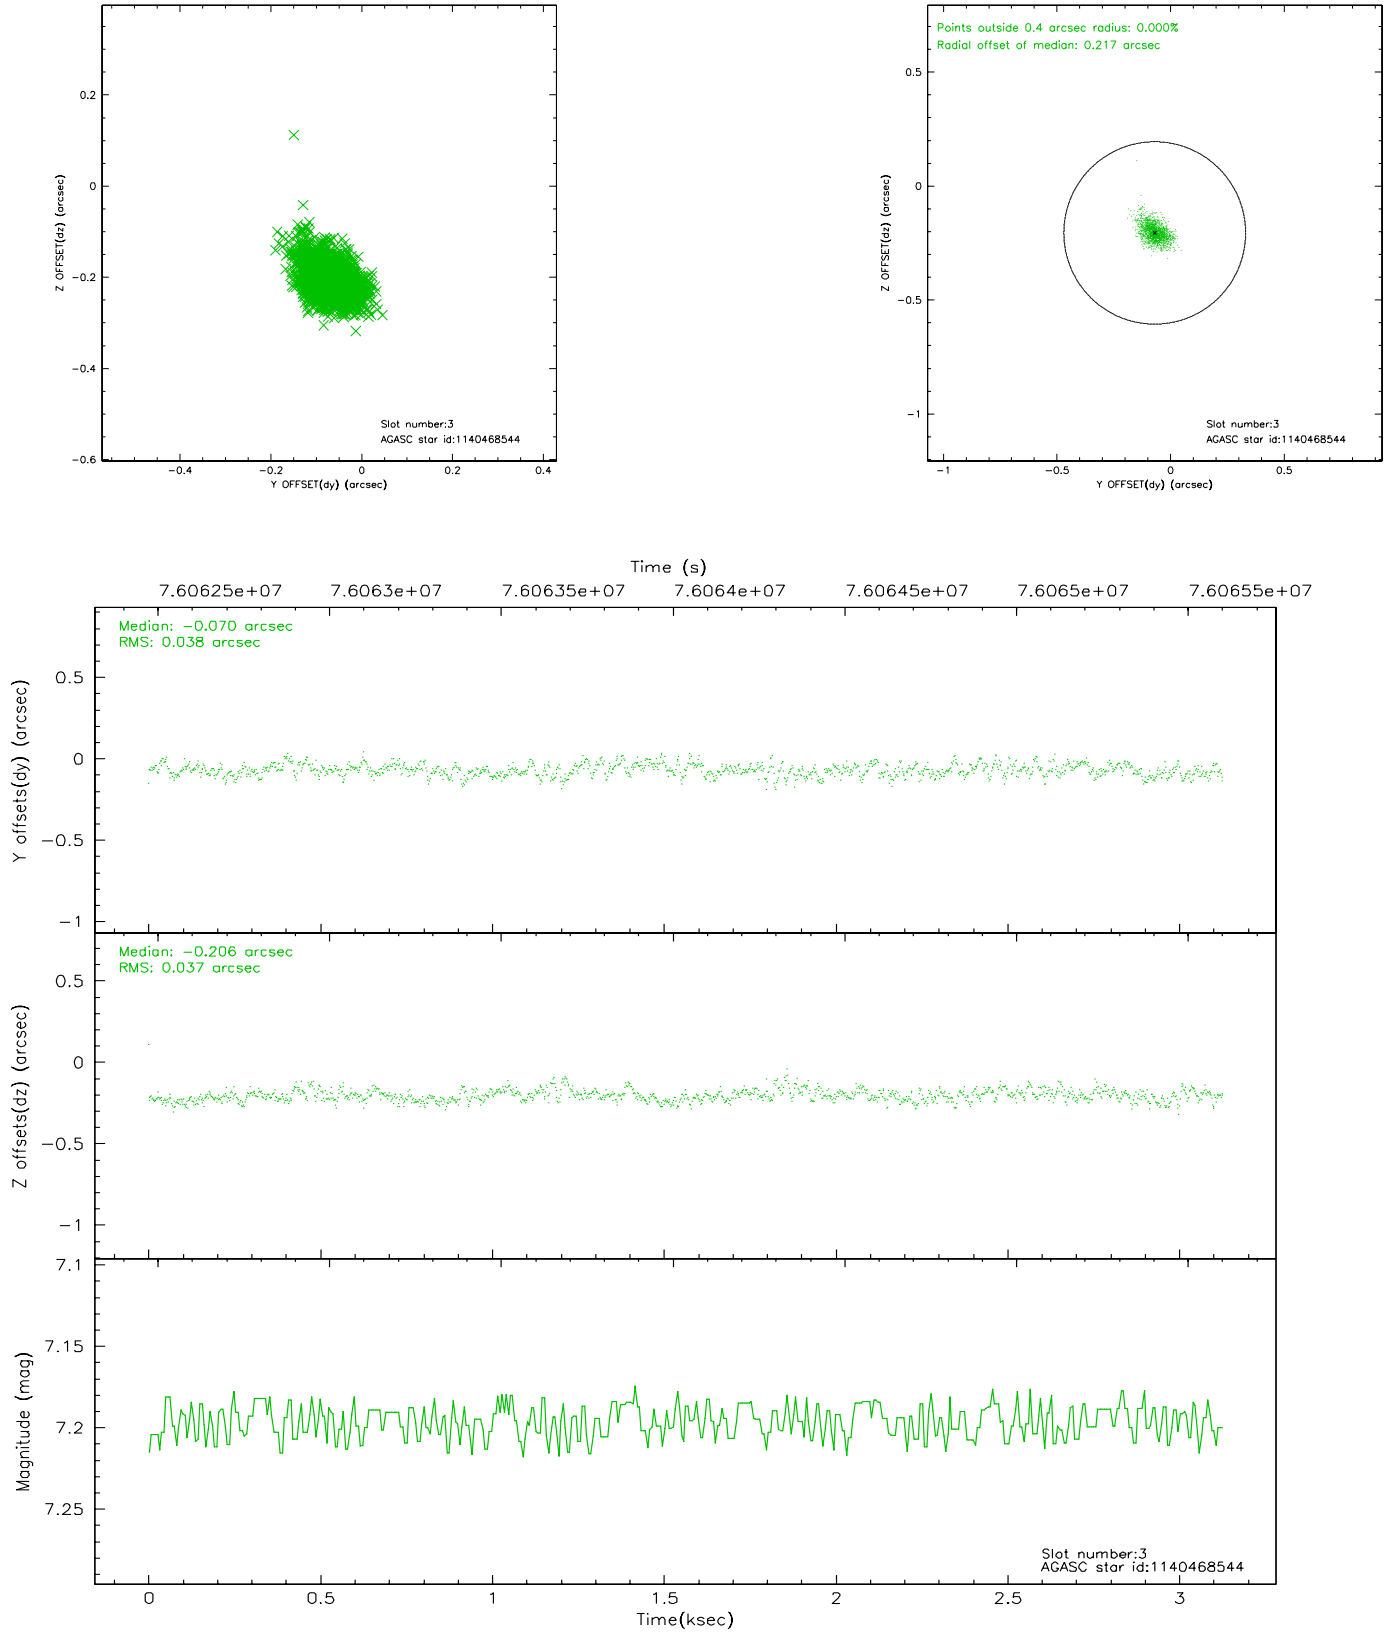 0.2
0
−0.2
−0.4
−0.6
Z OFFSET(dz) (arcsec)
−0.4
−0.2
0
0.2
0.4
Y OFFSET(dy) (arcsec)
Slot number:3
AGASC star id:1140468544
Points outside 0.4 arcsec radius: 0.000%
Radial offset of median: 0.217 arcsec
0.5
0
−0.5
−1
Z OFFSET(dz) (arcsec)
−1
−0.5
0
0.5
Y OFFSET(dy) (arcsec)
Slot number:3
AGASC star id:1140468544
Time (s)
7.60625e+07
7.6063e+07
7.60635e+07
7.6064e+07
7.60645e+07
7.6065e+07
7.60655e+07
Median: −0.070 arcsec
RMS: 0.038 arcsec
0.5
0
−0.5
−1
Y offsets(dy) (arcsec)
Median: −0.206 arcsec
RMS: 0.037 arcsec
0.5
0
−0.5
−1
Z offsets(dz) (arcsec)
7.1
7.15
7.2
7.25
Magnitude (mag)
Slot number:3
AGASC star id:1140468544
0
0.5
1
1.5
2
2.5
3
Time(ksec)